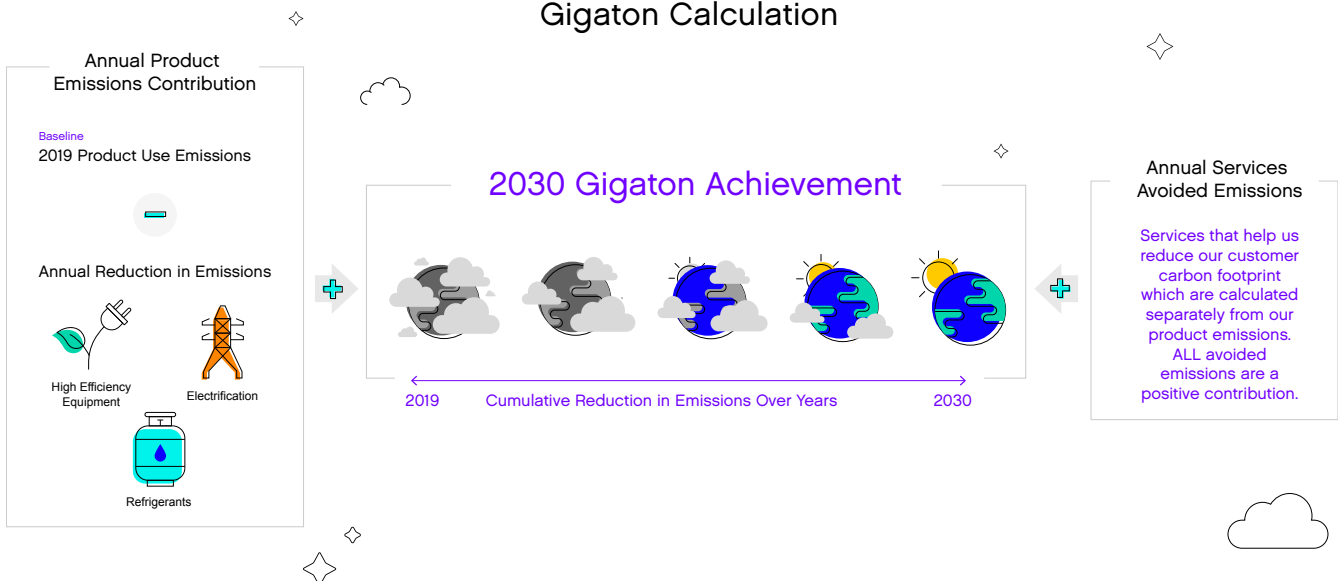 Gigaton Calculation
Annual Product
Emissions Contribution
Baseline
2019 Product Use Emissions
Annual Reduction in Emissions
High Efficiency
Equipment
Electrification
Refrigerants
2030 Gigaton Achievement
2019
Cumulative Reduction in Emissions Over Years
2030
Annual Services
Avoided Emissions
Services that help us
reduce our customer
carbon footprint
which are calculated
separately from our
product emissions.
ALL avoided
emissions are a
positive contribution.